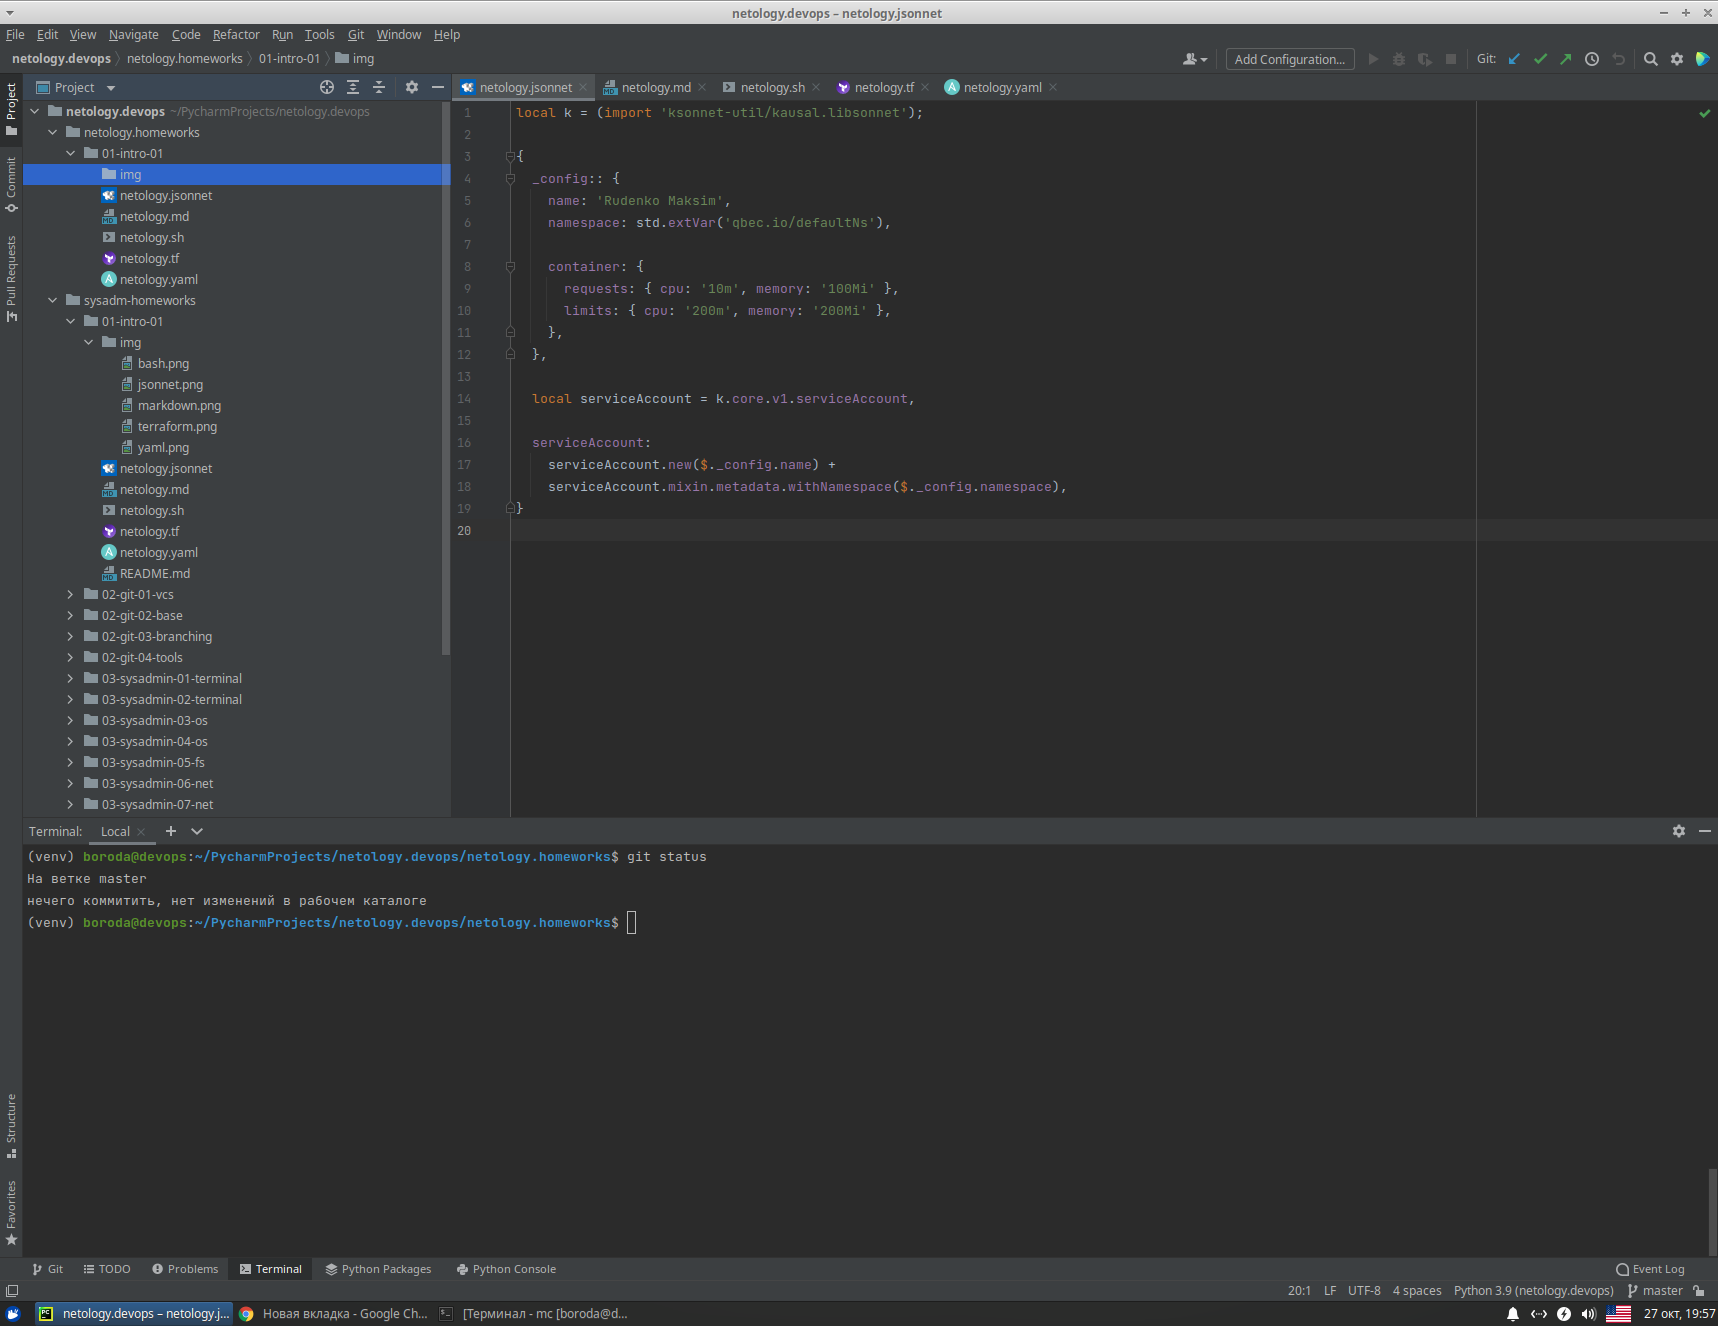 netology.devops – netology.jsonnet
File Edit View Navigate Code Refactor Run Tools Git Window Help
netology.devops netology.homeworks 01-intro-01 img
Add Configuration... Git:
Project
netology.jsonnet netology.md netology.sh netology.tf netology.yaml
Project
Commit
Pull Requests
Structure
Favorites
netology.devops ~/PycharmProjects/netology.devops
netology.homeworks
01-intro-01
img
netology.jsonnet
netology.md
netology.sh
netology.tf
netology.yaml
sysadm-homeworks
01-intro-01
img
bash.png
jsonnet.png
markdown.png
terraform.png
yaml.png
netology.jsonnet
netology.md
netology.sh
netology.tf
netology.yaml
README.md
02-git-01-vcs
02-git-02-base
02-git-03-branching
02-git-04-tools
03-sysadmin-01-terminal
03-sysadmin-02-terminal
03-sysadmin-03-os
03-sysadmin-04-os
03-sysadmin-05-fs
03-sysadmin-06-net
03-sysadmin-07-net
1 local k = (import 'ksonnet-util/kausal.libsonnet');
2
3 {
4 _config:: {
5 name: 'Rudenko Maksim',
6 namespace: std.extVar('qbec.io/defaultNs'),
7
8 container: {
9 requests: { cpu: '10m', memory: '100Mi' },
10 limits: { cpu: '200m', memory: '200Mi' },
11 },
12 },
13
14 local serviceAccount = k.core.v1.serviceAccount,
15
16 serviceAccount:
17 serviceAccount.new($._config.name) +
18 serviceAccount.mixin.metadata.withNamespace($._config.namespace),
19 }
20
Terminal: Local
(venv) boroda@devops:~/PycharmProjects/netology.devops/netology.homeworks$ git status
На ветке master
нечего коммитить, нет изменений в рабочем каталоге
(venv) boroda@devops:~/PycharmProjects/netology.devops/netology.homeworks$
Git TODO Problems Terminal Python Packages Python Console Event Log
20:1 LF UTF-8 4 spaces Python 3.9 (netology.devops) master
netology.devops – netology.j... Новая вкладка - Google Ch... [Терминал - mc [boroda@d... 27 окт, 19:57